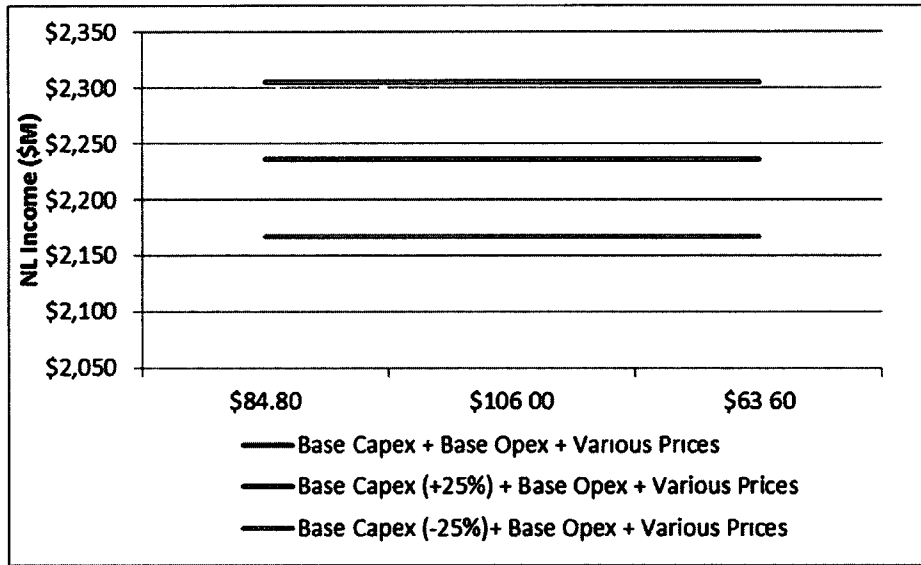 NL Income ($M)
$2,350
$2,300
$2,250
$2,200
$2,150
$2,100
$2,050
$84.80 $106 00 $63 60
Base Capex + Base Opex + Various Prices
Base Capex (+25%) + Base Opex + Various Prices
Base Capex (-25%)+ Base Opex + Various Prices